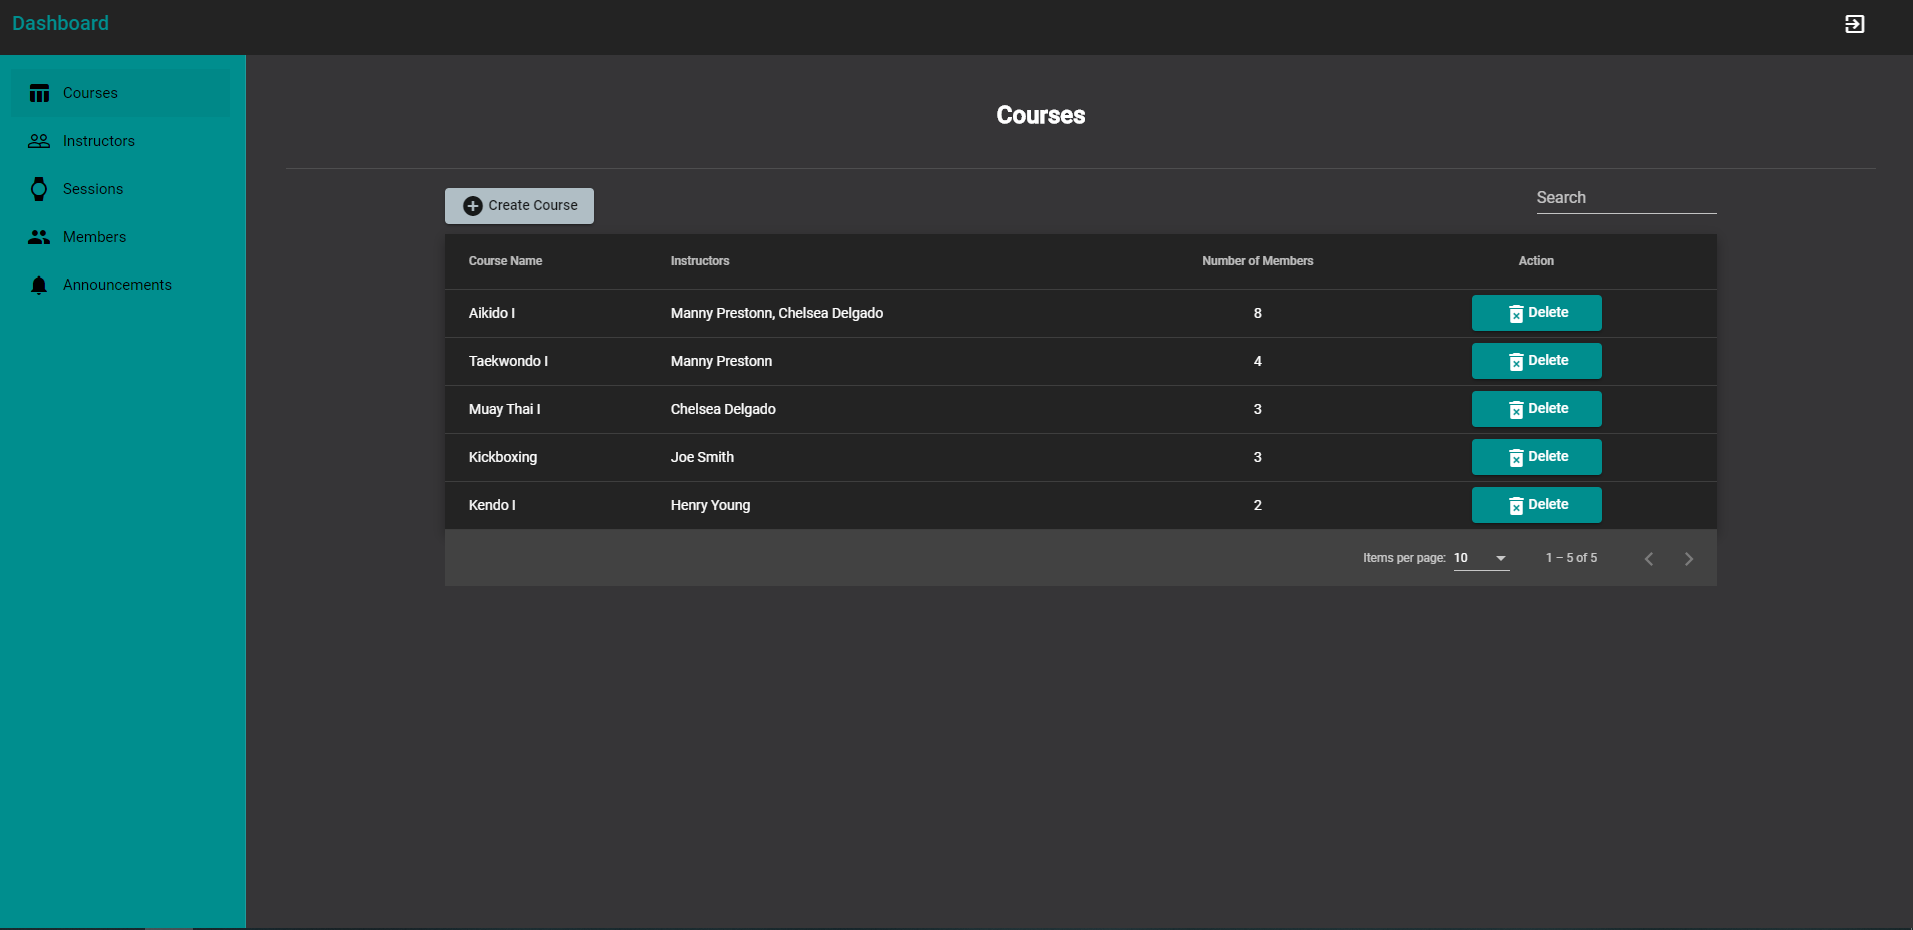 Dashboard
Courses
Instructors
Sessions
Members
Announcements
Courses
Create Course
Search
Course Name Instructors Number of Members Action
Aikido I Manny Prestonn, Chelsea Delgado 8 Delete
Taekwondo I Manny Prestonn 4 Delete
Muay Thai I Chelsea Delgado 3 Delete
Kickboxing Joe Smith 3 Delete
Kendo I Henry Young 2 Delete
Items per page: 10 1 – 5 of 5